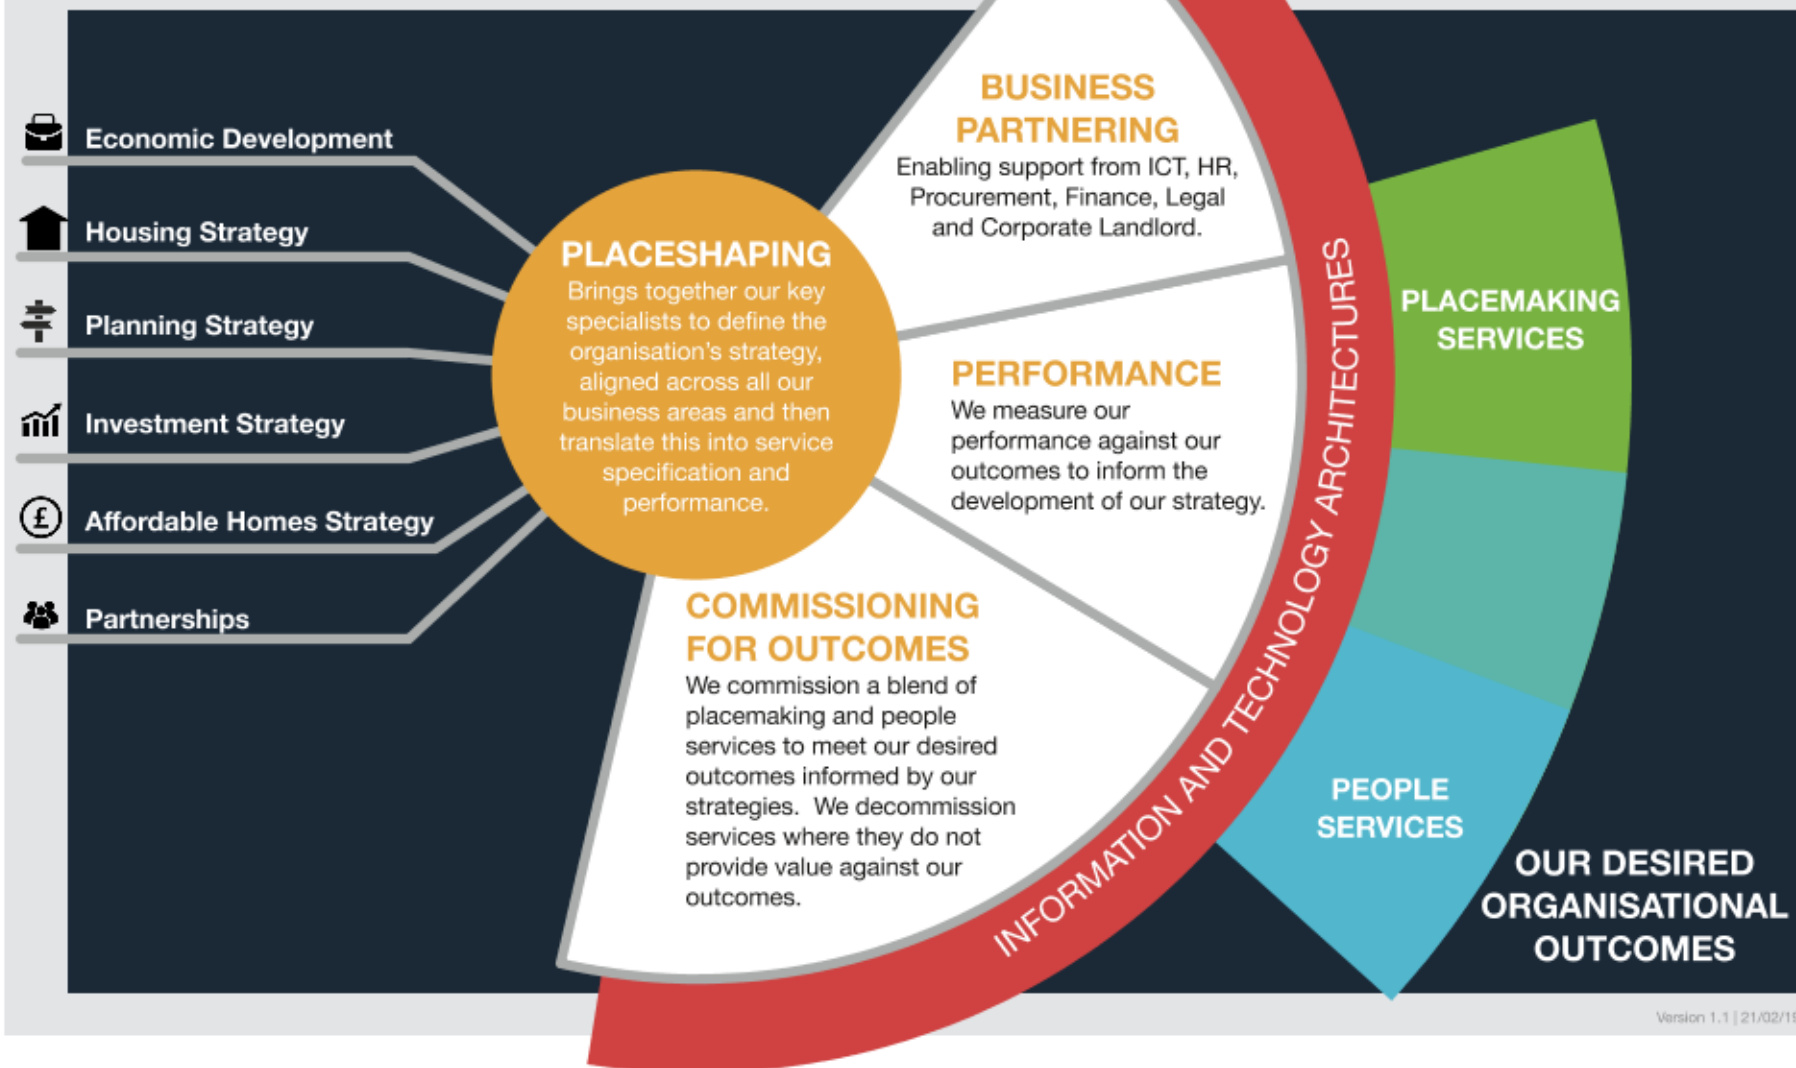 Economic Development
Housing Strategy
Planning Strategy
Investment Strategy
£
Affordable Homes Strategy
Partnerships
PLACESHAPING
Brings together our key
specialists to define the
organisation's strategy,
aligned across all our
business areas and then
translate this into service
specification and
performance.
BUSINESS
PARTNERING
Enabling support from ICT, HR,
Procurement, Finance, Legal
and Corporate Landlord.
PERFORMANCE
We measure our
performance against our
outcomes to inform the
development of our strategy.
COMMISSIONING
FOR OUTCOMES
We commission a blend of
placemaking and people
services to meet our desired
outcomes informed by our
strategies.  We decommission
services where they do not
provide value against our
outcomes.
INFORMATION AND TECHNOLOGY ARCHITECTURES
PLACEMAKING
SERVICES
PEOPLE
SERVICES
OUR DESIRED
ORGANISATIONAL
OUTCOMES
Version 1.1 | 21/02/19